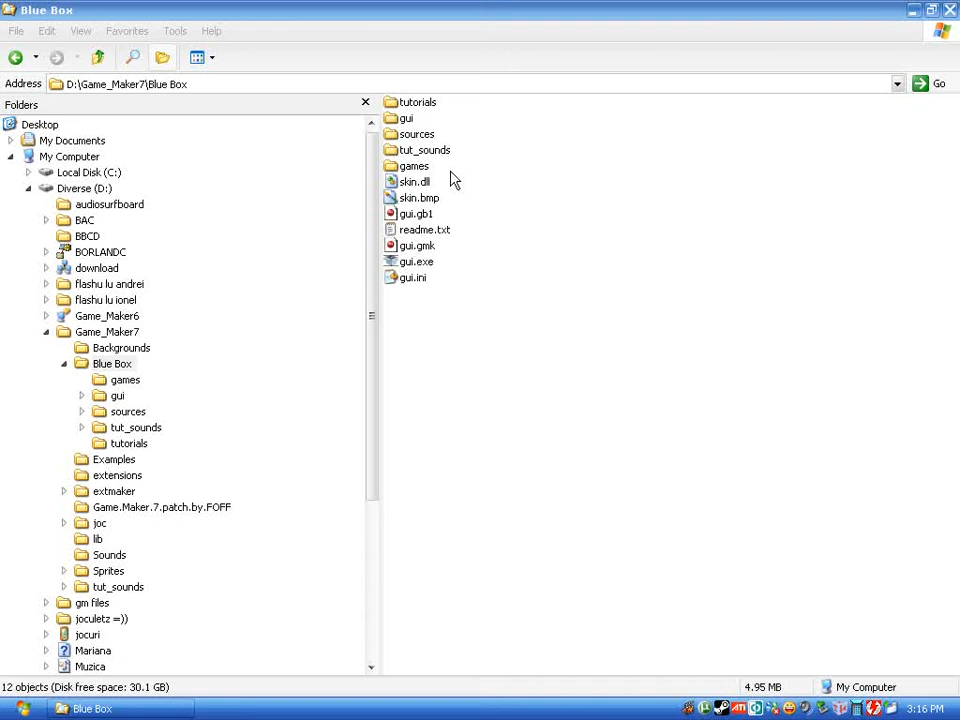 Blue Box
File Edit View Favorites Tools Help
Address D:\Game_Maker7\Blue Box Go
Folders
Desktop
My Documents
My Computer
Local Disk (C:)
Diverse (D:)
audiosurfboard
BAC
BBCD
BORLANDC
download
flashu lu andrei
flashu lu ionel
Game_Maker6
Game_Maker7
Backgrounds
Blue Box
games
gui
sources
tut_sounds
tutorials
Examples
extensions
extmaker
Game.Maker.7.patch.by.FOFF
joc
lib
Sounds
Sprites
tut_sounds
gm files
joculetz =))
jocuri
Mariana
Muzica
tutorials
gui
sources
tut_sounds
games
skin.dll
skin.bmp
gui.gb1
readme.txt
gui.gmk
gui.exe
gui.ini
12 objects (Disk free space: 30.1 GB) 4.95 MB My Computer
Blue Box 3:16 PM